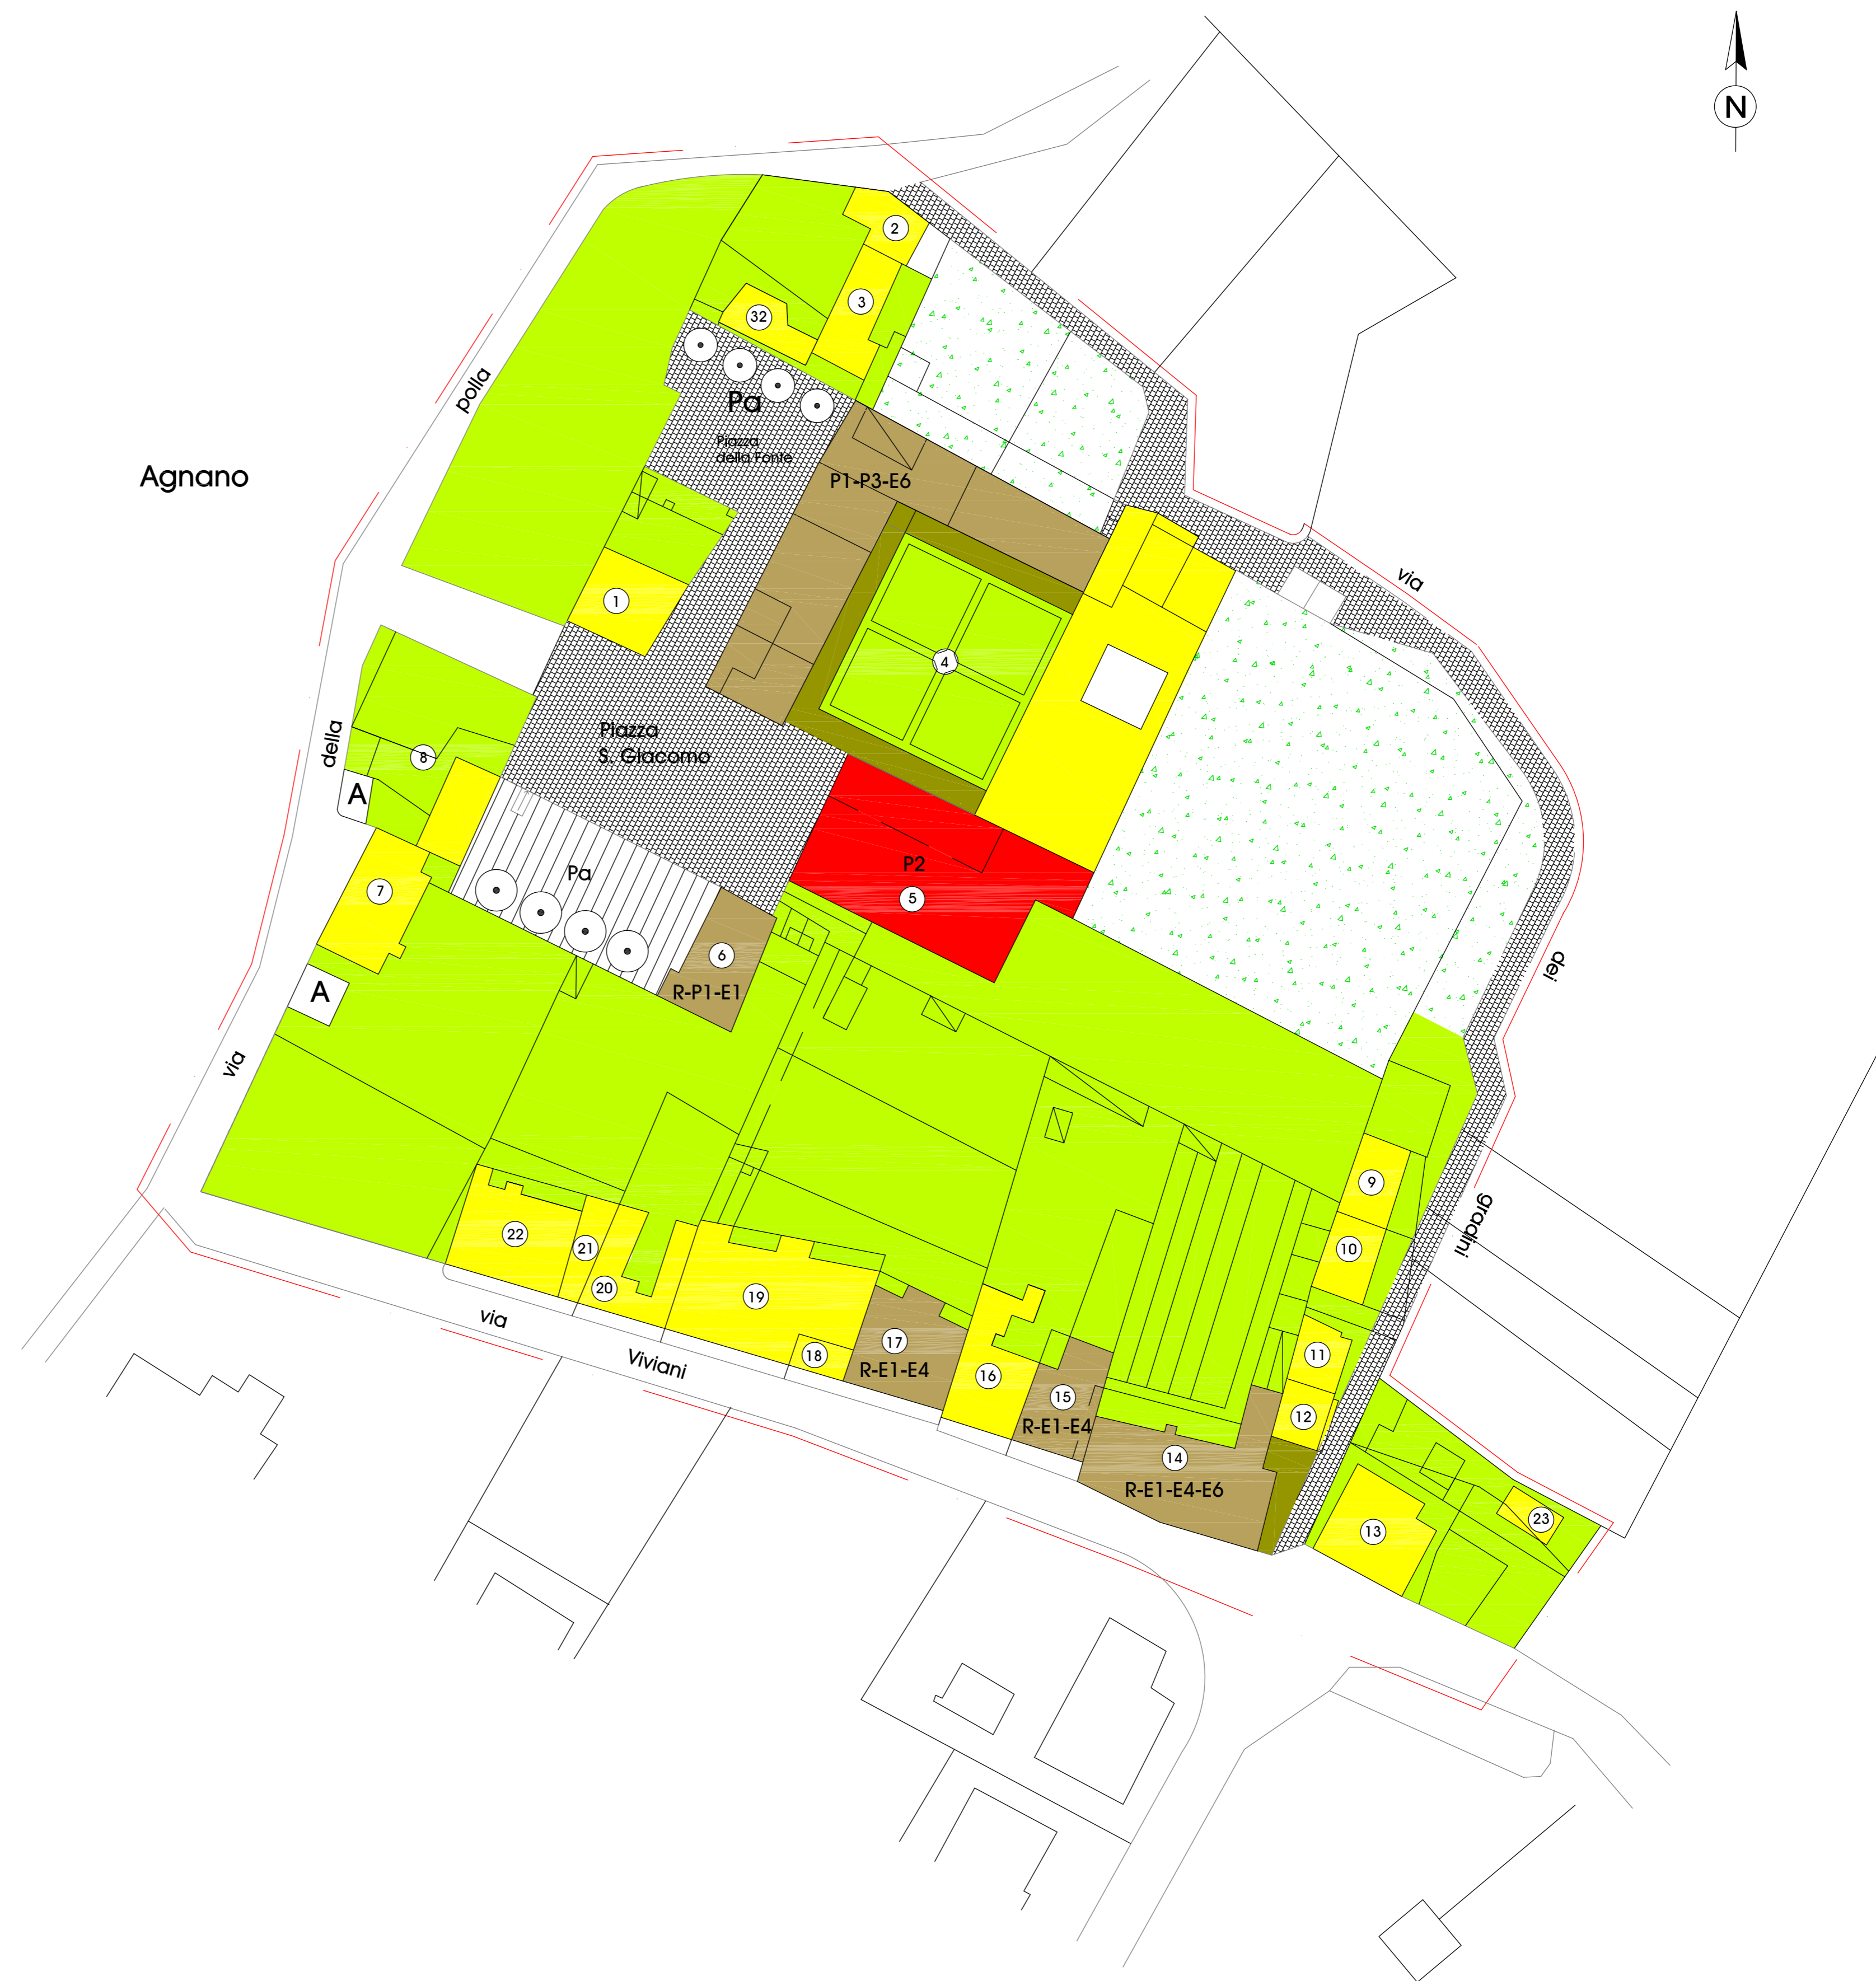 N
2
3
32
polla
Pa
Piazza
della Fonte
Agnano
P1-P3-E6
via
1
4
Piazza
S. Giacomo
della
8
A
P2
Pa
7
5
6
dei
A
R-P1-E1
via
9
gradini
22
21
10
20
19
via
17
18
11
Viviani
R-E1-E4
16
15
12
R-E1-E4
14
R-E1-E4-E6
23
13